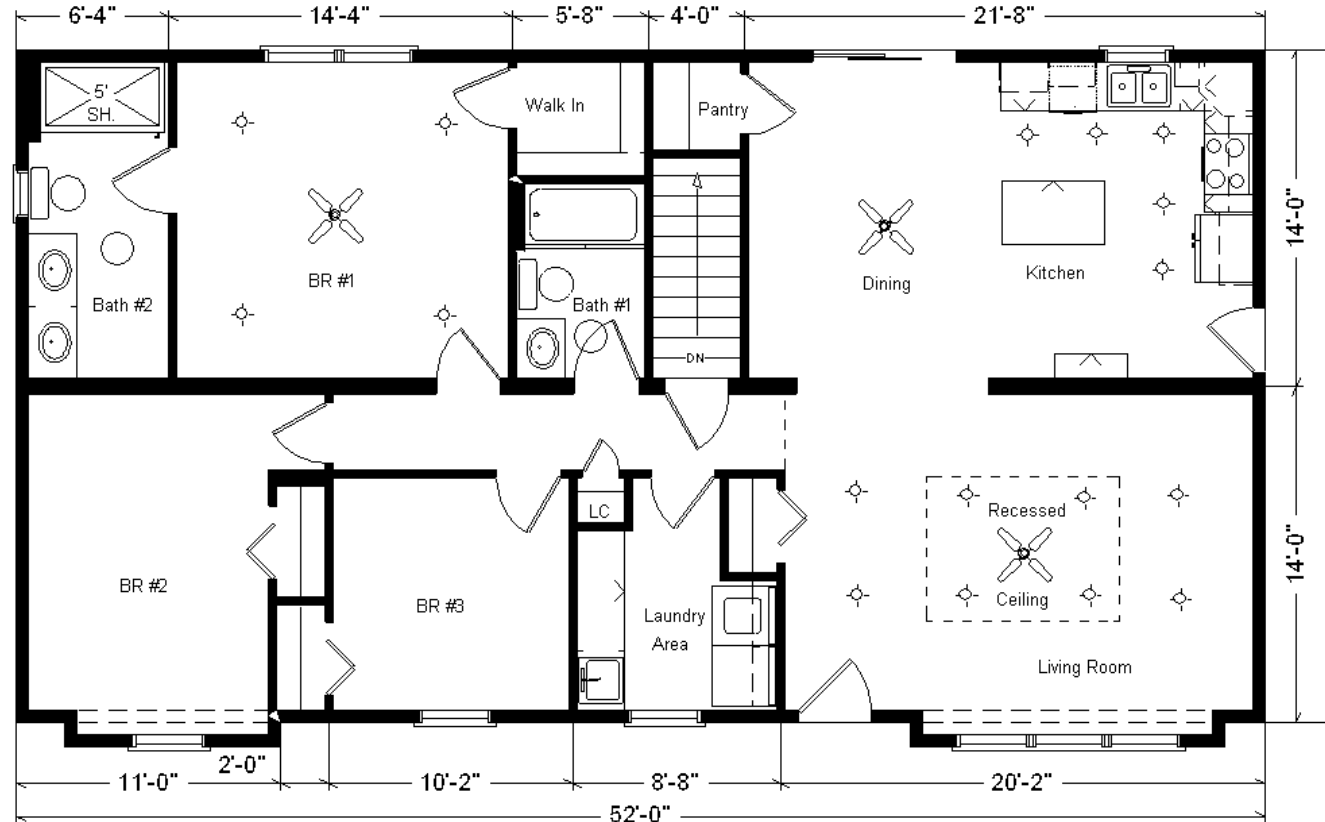 6'-4" 14'-4" 5'-8" 4'-0" 21'-8"
5'
SH.
Walk In
Pantry
14'-0"
BR #1
Dining
Kitchen
Bath #2
Bath #1
DN
LC
Recessed
Ceiling
14'-0"
BR #2
BR #3
Laundry
Area
Living Room
2'-0"
11'-0" 10'-2" 8'-8" 20'-2"
52'-0"